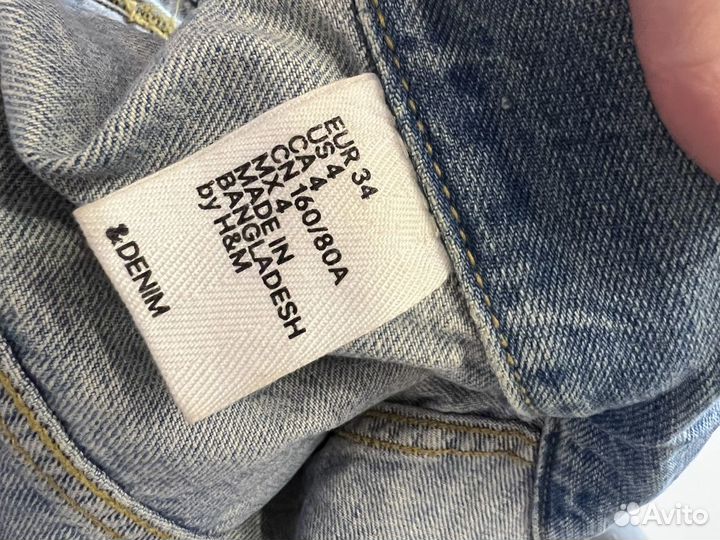 EUR 34
US 4
CA 4
CN 160/80A
MX 4
MADE IN
BANGLADESH
by H&M
&DENIM
Avito